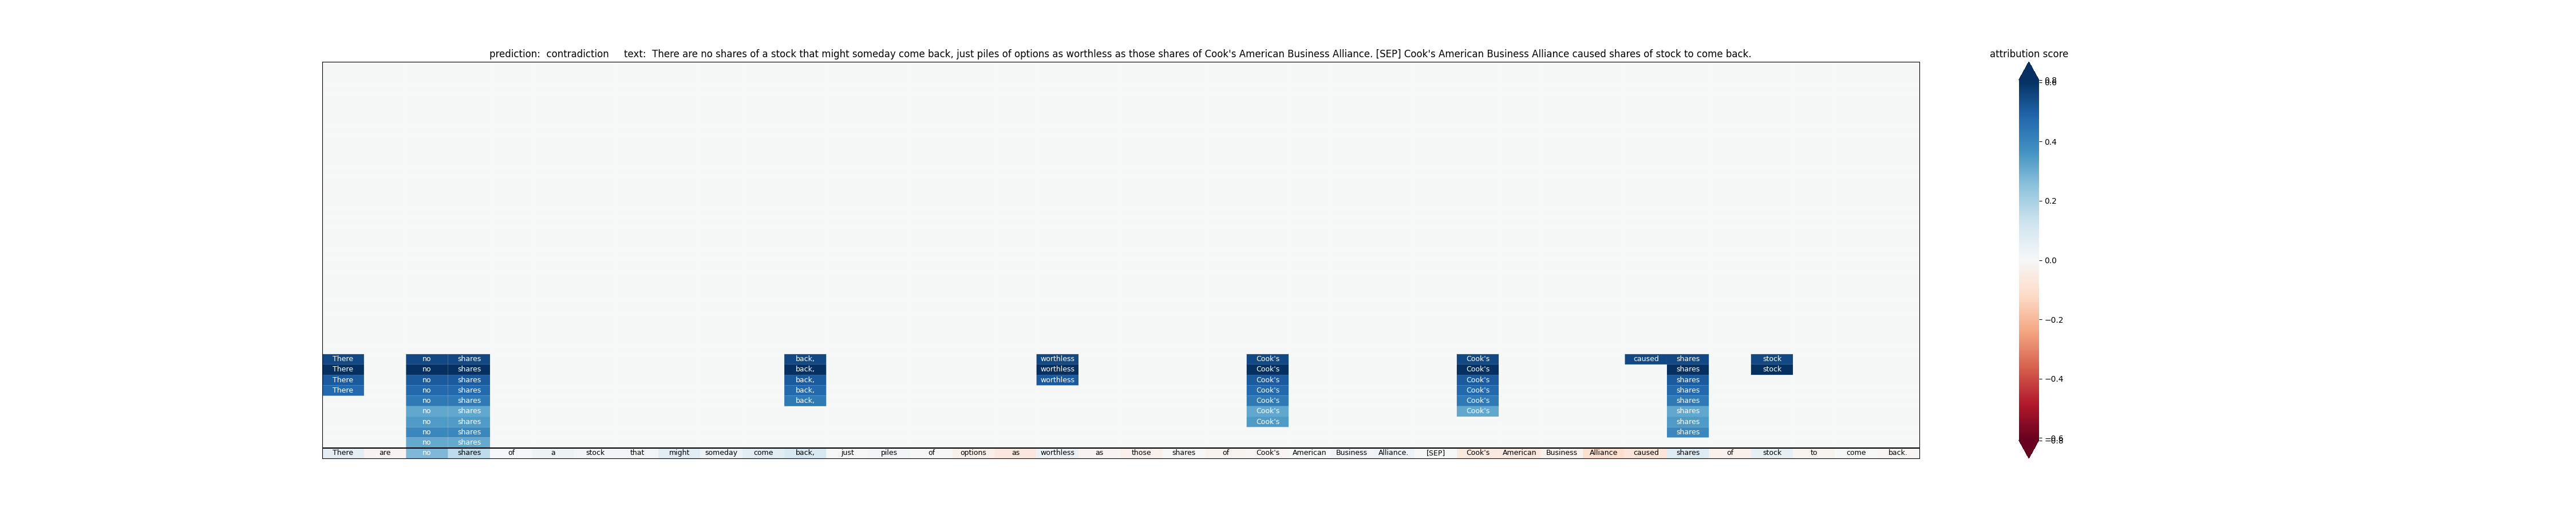 prediction:  contradiction     text:  There are no shares of a stock that might someday come back, just piles of options as worthless as those shares of Cook's American Business Alliance. [SEP] Cook's American Business Alliance caused shares of stock to come back.
attribution score
0.8
0.6
0.4
0.2
0.0
−0.2
−0.4
−0.6
−0.8
There no shares back, worthless Cook's Cook's caused shares stock
There no shares back, worthless Cook's Cook's shares stock
There no shares back, worthless Cook's Cook's shares
There no shares back, Cook's Cook's shares
no shares back, Cook's Cook's shares
no shares Cook's Cook's shares
no shares Cook's shares
no shares shares
no shares
There are no shares of a stock that might someday come back, just piles of options as worthless as those shares of Cook's American Business Alliance. [SEP] Cook's American Business Alliance caused shares of stock to come back.